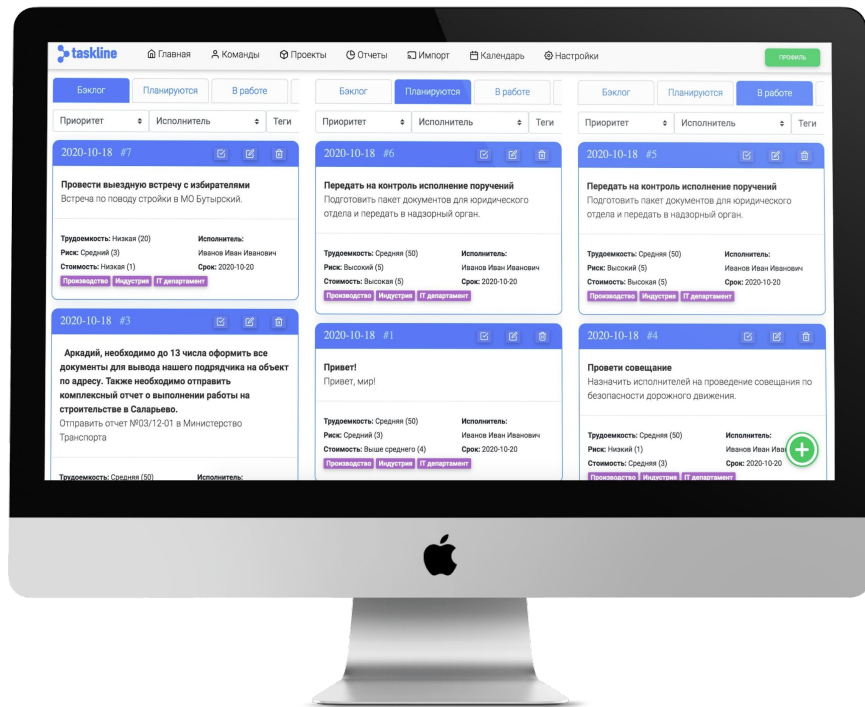 taskline
Главная
Команды
Проекты
Отчеты
Импорт
Календарь
Настройки
ПРОФИЛЬ
Бэклог
Планируются
В работе
Приоритет
Исполнитель
Теги
2020-10-18 #7
Провести выездную встречу с избирателями
Встреча по поводу стройки в МО Бутырский.
Трудоемкость: Низкая (20)
Риск: Средний (3)
Стоимость: Низкая (1)
Исполнитель:
Иванов Иван Иванович
Срок: 2020-10-20
Производство Индустрия IT департамент
2020-10-18 #3
Аркадий, необходимо до 13 числа оформить все
документы для вывода нашего подрядчика на объект
по адресу. Также необходимо отправить
комплексный отчет о выполнении работы на
строительстве в Саларьево.
Отправить отчет №03/12-01 в Министерство
Транспорта
Трудоемкость: Средняя (50)
Исполнитель:
Бэклог
Планируются
В работе
Приоритет
Исполнитель
Теги
2020-10-18 #6
Передать на контроль исполнение поручений
Подготовить пакет документов для юридического
отдела и передать в надзорный орган.
Трудоемкость: Средняя (50)
Риск: Высокий (5)
Стоимость: Высокая (5)
Исполнитель:
Иванов Иван Иванович
Срок: 2020-10-20
Производство Индустрия IT департамент
2020-10-18 #1
Привет!
Привет, мир!
Трудоемкость: Средняя (50)
Риск: Средний (3)
Стоимость: Выше среднего (4)
Исполнитель:
Иванов Иван Иванович
Срок: 2020-10-20
Производство Индустрия IT департамент
Бэклог
Планируются
В работе
Приоритет
Исполнитель
Теги
2020-10-18 #5
Передать на контроль исполнение поручений
Подготовить пакет документов для юридического
отдела и передать в надзорный орган.
Трудоемкость: Средняя (50)
Риск: Высокий (5)
Стоимость: Высокая (5)
Исполнитель:
Иванов Иван Иванович
Срок: 2020-10-20
Производство Индустрия IT департамент
2020-10-18 #4
Провети совещание
Назначить исполнителей на проведение совещания по
безопасности дорожного движения.
Трудоемкость: Средняя (50)
Риск: Низкий (1)
Стоимость: Средняя (3)
Исполнитель:
Иванов Иван Иван
Срок: 2020-10-20
Производство Индустрия IT департамент